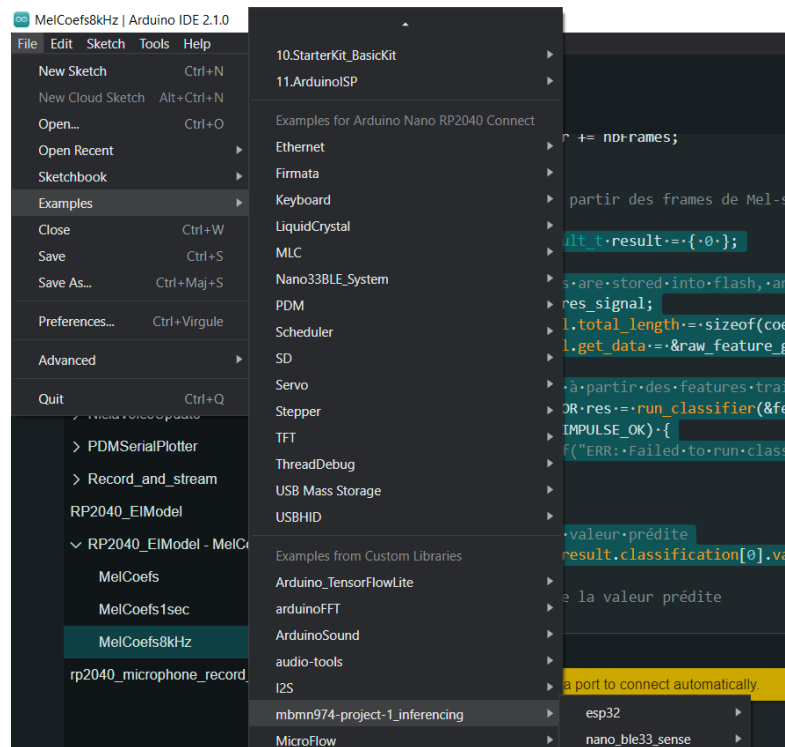 MelCoefs8kHz | Arduino IDE 2.1.0
File Edit Sketch Tools Help
New Sketch Ctrl+N
New Cloud Sketch Alt+Ctrl+N
Open... Ctrl+O
Open Recent
Sketchbook
Examples
Close Ctrl+W
Save Ctrl+S
Save As... Ctrl+Maj+S
Preferences... Ctrl+Virgule
Advanced
Quit Ctrl+Q
PDMSerialPlotter
Record_and_stream
RP2040_EIModel
RP2040_EIModel - MelC
MelCoefs
MelCoefs1sec
MelCoefs8kHz
rp2040_microphone_record_
10.StarterKit_BasicKit
11.ArduinoISP
Examples for Arduino Nano RP2040 Connect
Ethernet
Firmata
Keyboard
LiquidCrystal
MLC
Nano33BLE_System
PDM
Scheduler
SD
Servo
Stepper
TFT
ThreadDebug
USB Mass Storage
USBHID
Examples from Custom Libraries
Arduino_TensorFlowLite
arduinoFFT
ArduinoSound
audio-tools
I2S
mbmn974-project-1_inferencing
MicroFlow
esp32
nano_ble33_sense
r += nbFrames;
partir des frames de Mel-s
ult_t·result·=·{·0·};
s·are·stored·into·flash,·an
res_signal;
l.total_length·=·sizeof(coe
l.get_data·=·&raw_feature_g
·à·partir·des·features·trai
OR·res·=·run_classifier(&fe
IMPULSE_OK)·{
f("ERR:·Failed·to·run·class
·valeur·prédite
result.classification[0].va
e la valeur prédite
a port to connect automatically.